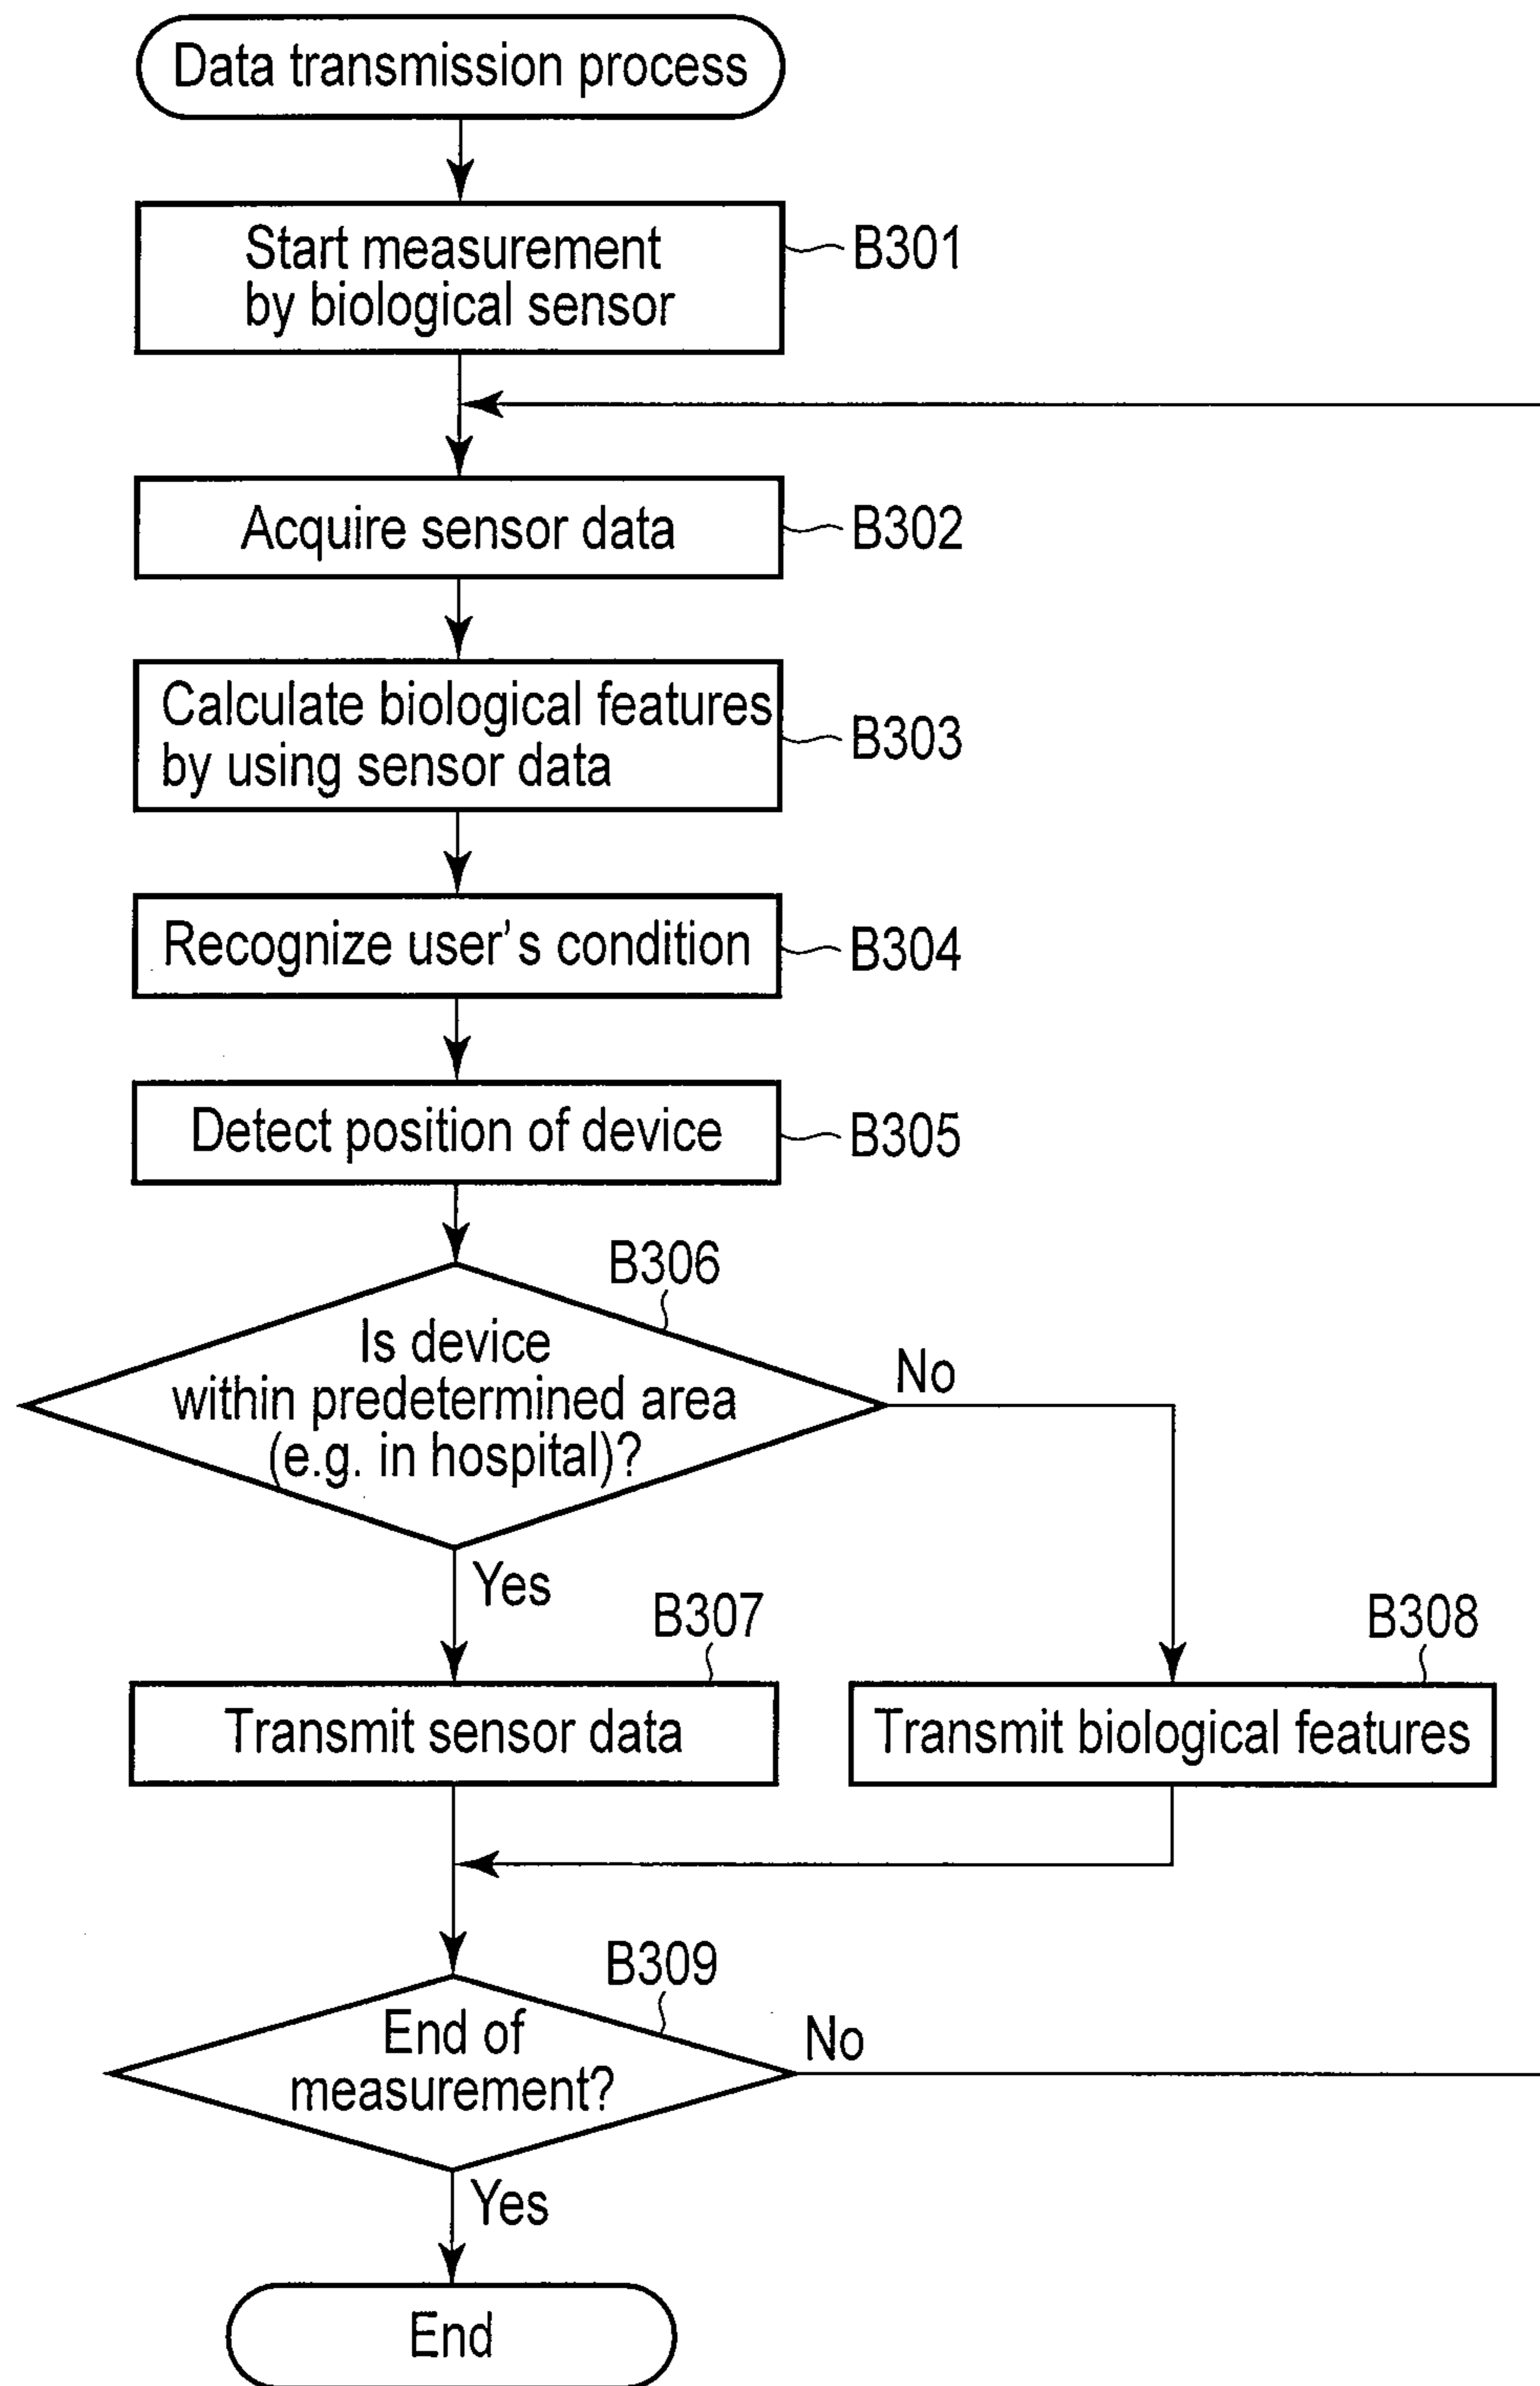 Data transmission process
Start measurement
by biological sensor
B301
Acquire sensor data
B302
Calculate biological features
by using sensor data
B303
Recognize user's condition
B304
Detect position of device
B305
B306
Is device
within predetermined area
(e.g. in hospital)?
No
Yes
B307
Transmit sensor data
B308
Transmit biological features
B309
End of
measurement?
No
Yes
End